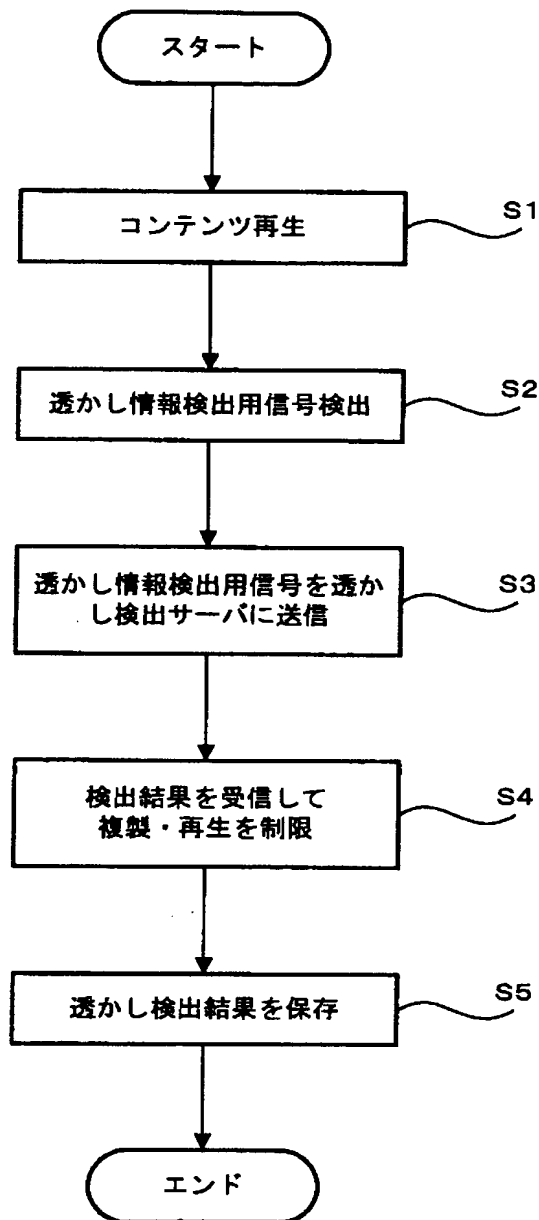 スタート
コンテンツ再生
S1
透かし情報検出用信号検出
S2
透かし情報検出用信号を透か
し検出サーバに送信
S3
検出結果を受信して
複製・再生を制限
S4
透かし検出結果を保存
S5
エンド